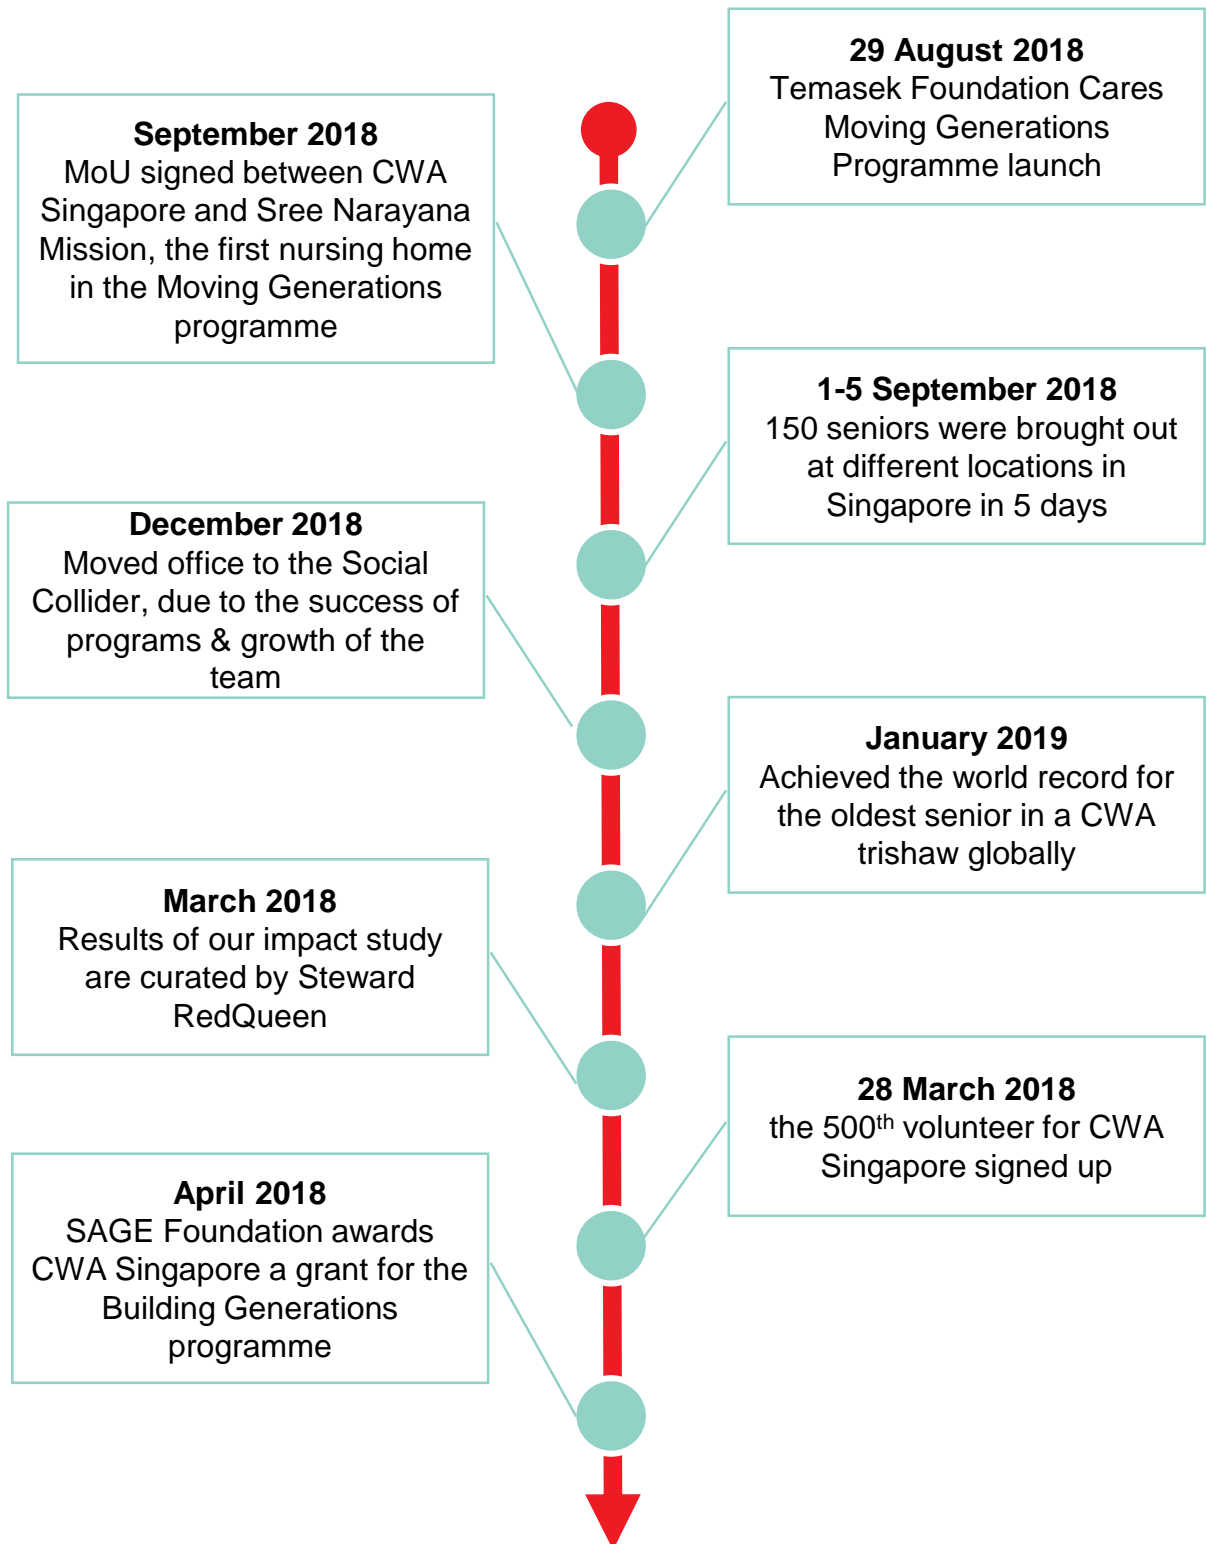 29 August 2018
Temasek Foundation Cares
Moving Generations
Programme launch
September 2018
MoU signed between CWA
Singapore and Sree Narayana
Mission, the first nursing home
in the Moving Generations
programme
1-5 September 2018
150 seniors were brought out
at different locations in
Singapore in 5 days
December 2018
Moved office to the Social
Collider, due to the success of
programs & growth of the
team
January 2019
Achieved the world record for
the oldest senior in a CWA
trishaw globally
March 2018
Results of our impact study
are curated by Steward
RedQueen
28 March 2018
the 500th volunteer for CWA
Singapore signed up
April 2018
SAGE Foundation awards
CWA Singapore a grant for the
Building Generations
programme